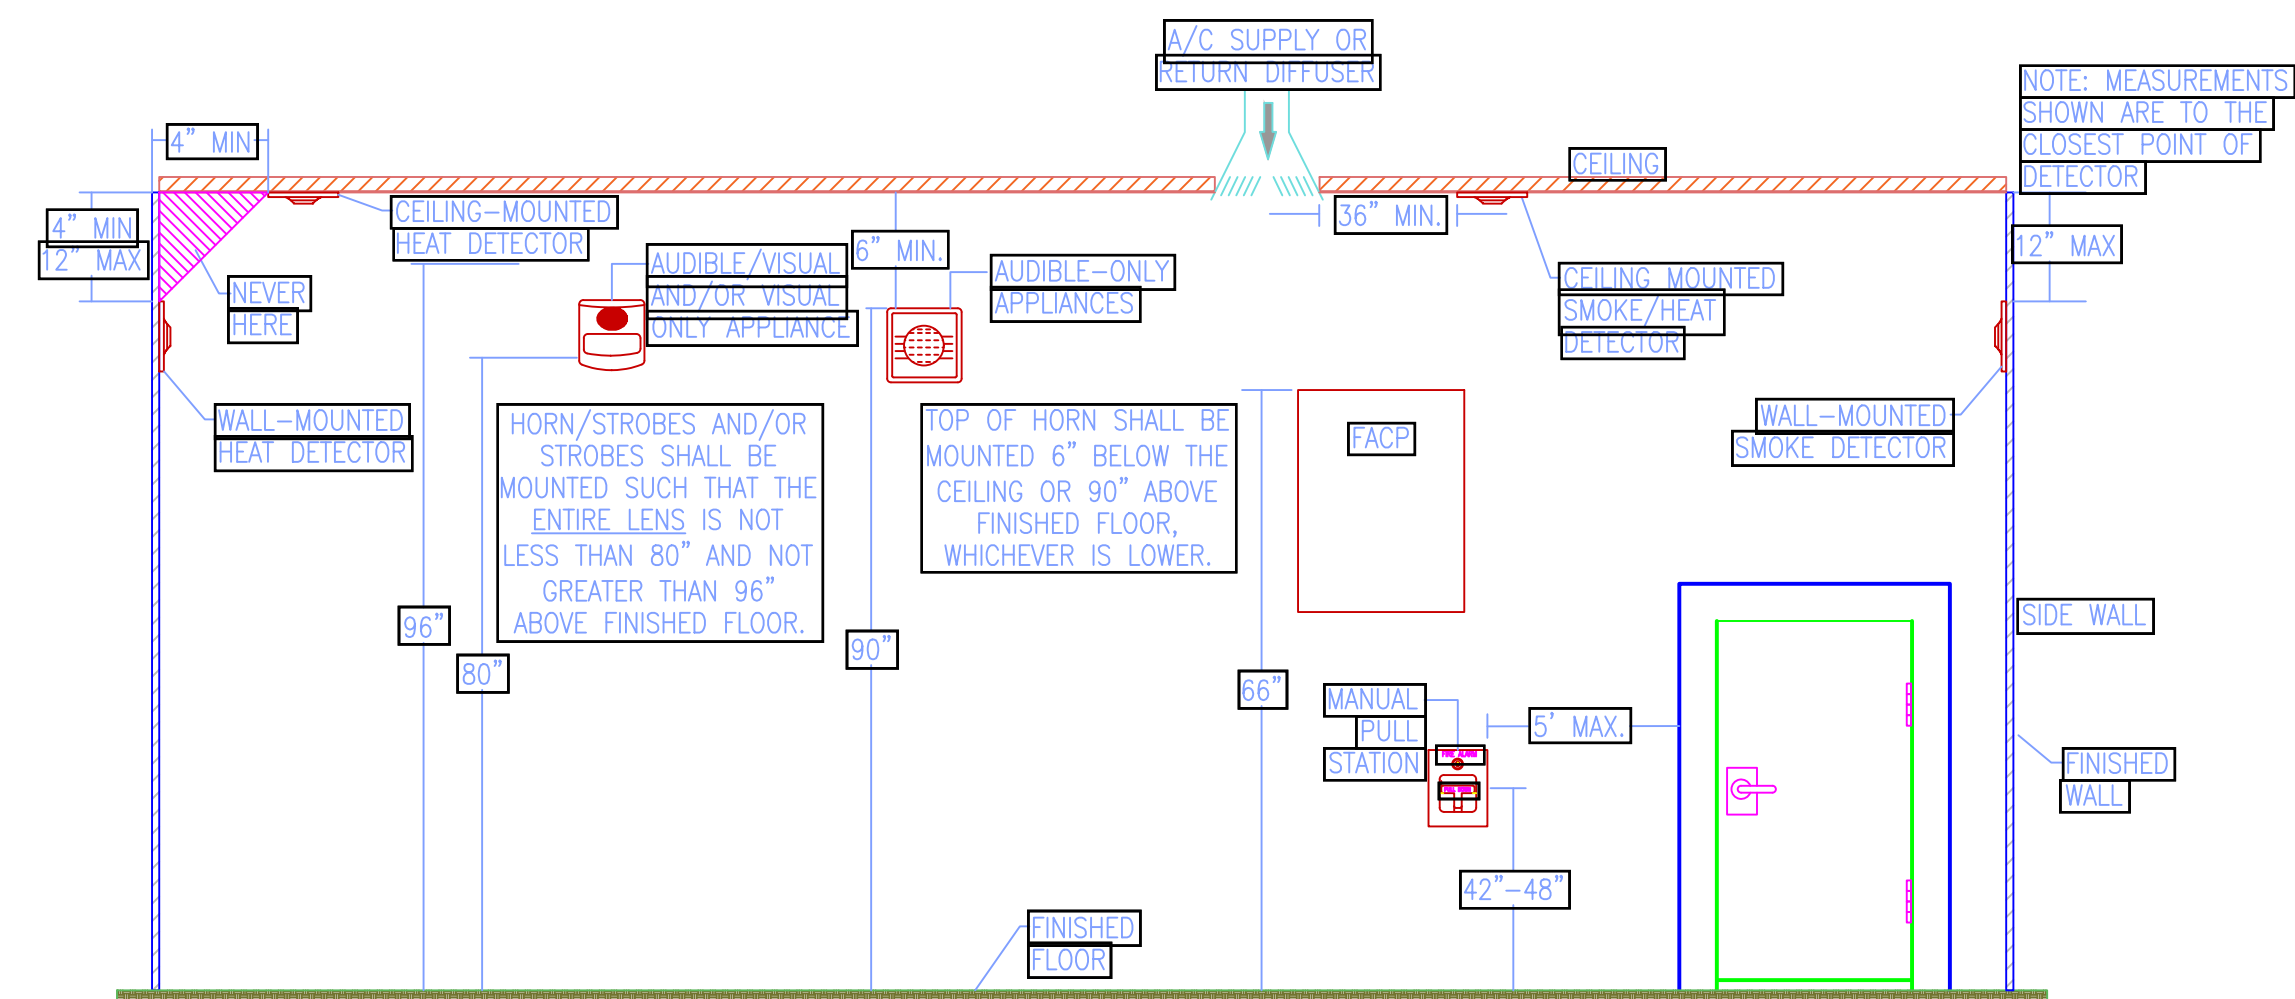 A/C SUPPLY OR
RETURN DIFFUSER
NOTE: MEASUREMENTS
SHOWN ARE TO THE
CLOSEST POINT OF
DETECTOR
4" MIN
CEILING
4" MIN
12" MAX
CEILING-MOUNTED
HEAT DETECTOR
36" MIN.
12" MAX
6" MIN.
AUDIBLE/VISUAL
AND/OR VISUAL
ONLY APPLIANCE
AUDIBLE-ONLY
APPLIANCES
CEILING MOUNTED
SMOKE/HEAT
DETECTOR
NEVER
HERE
WALL-MOUNTED
HEAT DETECTOR
HORN/STROBES AND/OR
STROBES SHALL BE
MOUNTED SUCH THAT THE
ENTIRE LENS IS NOT
LESS THAN 80" AND NOT
GREATER THAN 96"
ABOVE FINISHED FLOOR.
TOP OF HORN SHALL BE
MOUNTED 6" BELOW THE
CEILING OR 90" ABOVE
FINISHED FLOOR,
WHICHEVER IS LOWER.
FACP
WALL-MOUNTED
SMOKE DETECTOR
96"
80"
90"
66"
SIDE WALL
MANUAL
PULL
STATION
5' MAX.
FIRE ALARM
PULL DOWN
FINISHED
WALL
42"-48"
FINISHED
FLOOR